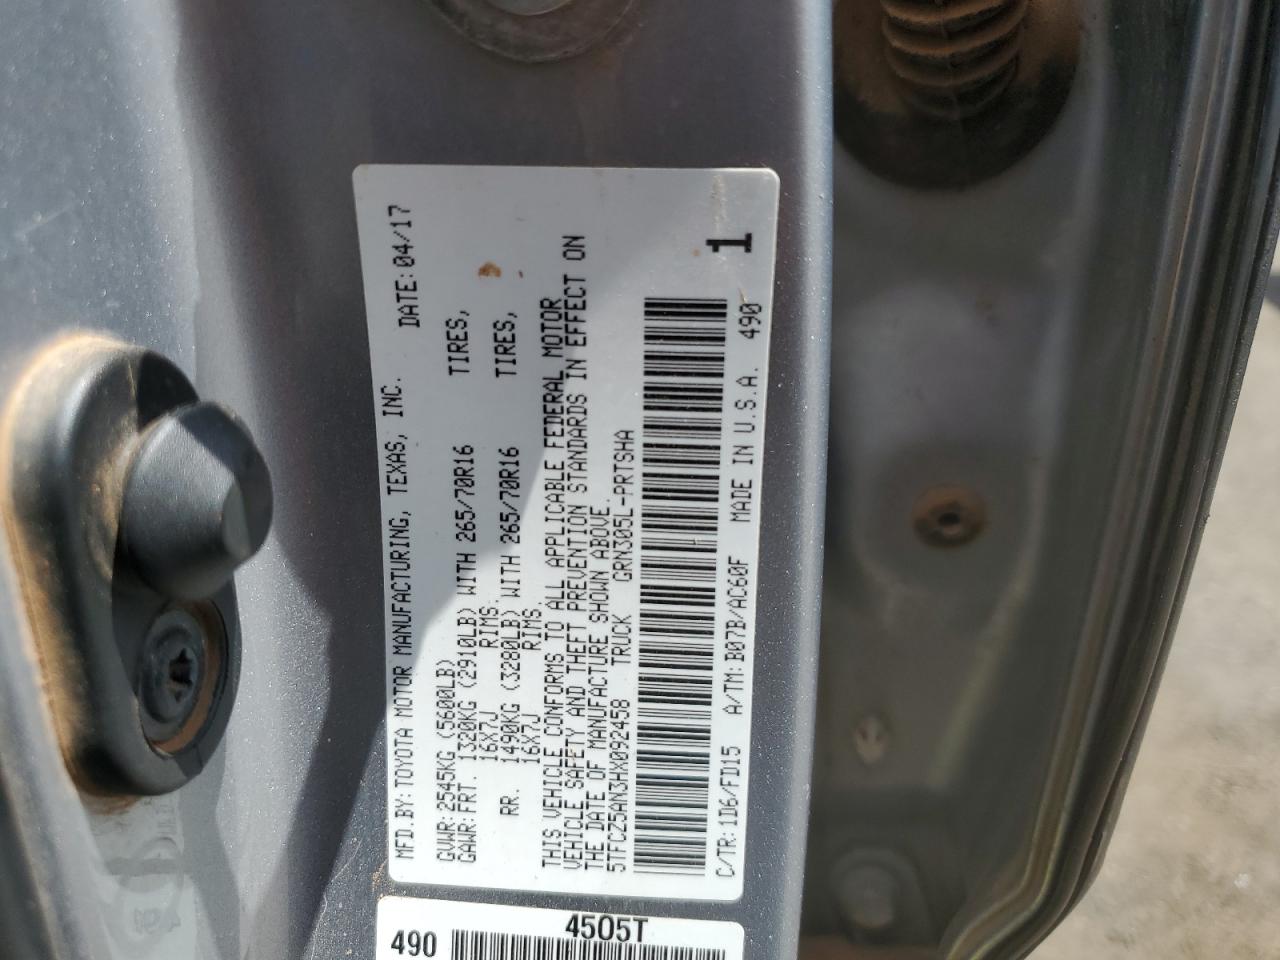 MFD. BY: TOYOTA MOTOR MANUFACTURING, TEXAS, INC. DATE: 04/17
GVWR: 2545KG (5600LB)
GAWR: FRT. 1320KG (2910LB) WITH 265/70R16 TIRES,
16X7J RIMS,
RR. 1490KG (3280LB) WITH 265/70R16 TIRES,
16X7J RIMS.
THIS VEHICLE CONFORMS TO ALL APPLICABLE FEDERAL MOTOR
VEHICLE SAFETY AND THEFT PREVENTION STANDARDS IN EFFECT ON
THE DATE OF MANUFACTURE SHOWN ABOVE.
5TFCZ5AN3HX092458 TRUCK GRN305L-PRTSHA
C/TR: 1D6/FD15 A/TM: B07B/AC60F MADE IN U.S.A. 490
1
4505T
490